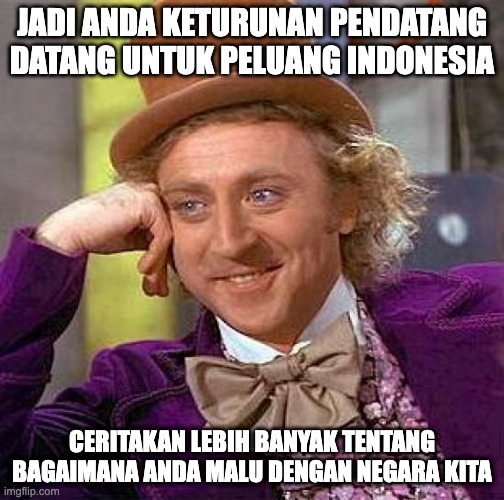 JADI ANDA KETURUNAN PENDATANG
DATANG UNTUK PELUANG INDONESIA
CERITAKAN LEBIH BANYAK TENTANG
BAGAIMANA ANDA MALU DENGAN NEGARA KITA
imgflip.com